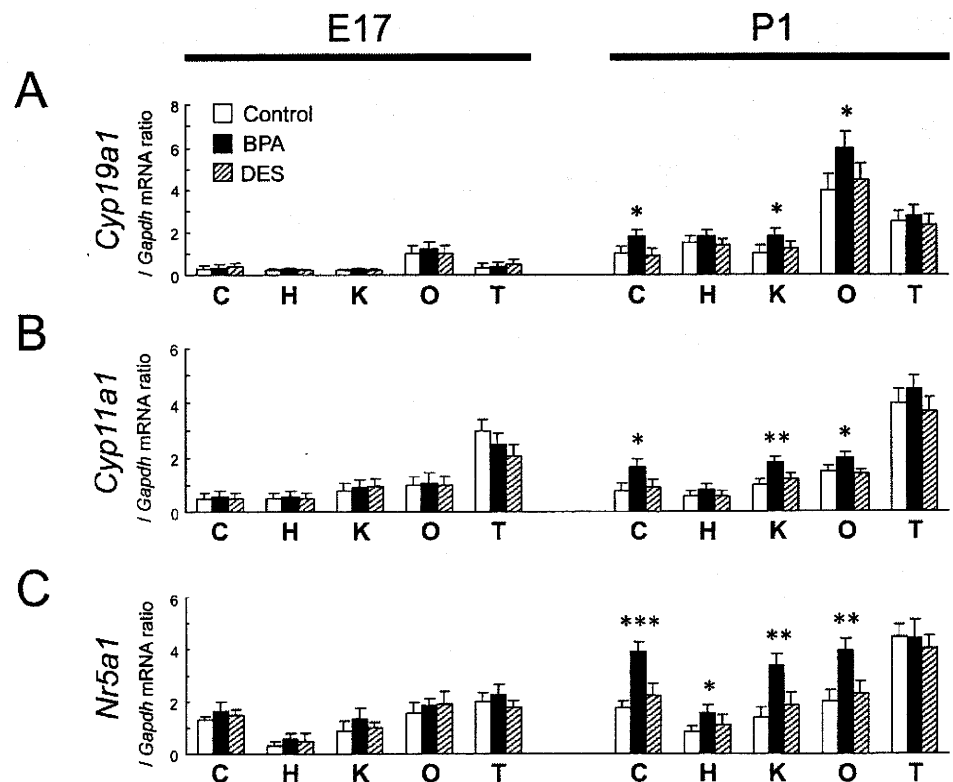 E17
P1
A
Cyp19a1
/ Gapdh mRNA ratio
8
6
4
2
0
Control
BPA
DES
*
*
*
C H K O T
C H K O T
B
Cyp11a1
/ Gapdh mRNA ratio
6
4
2
0
*
**
*
C H K O T
C H K O T
C
Nr5a1
/ Gapdh mRNA ratio
6
4
2
0
***
*
**
**
C H K O T
C H K O T